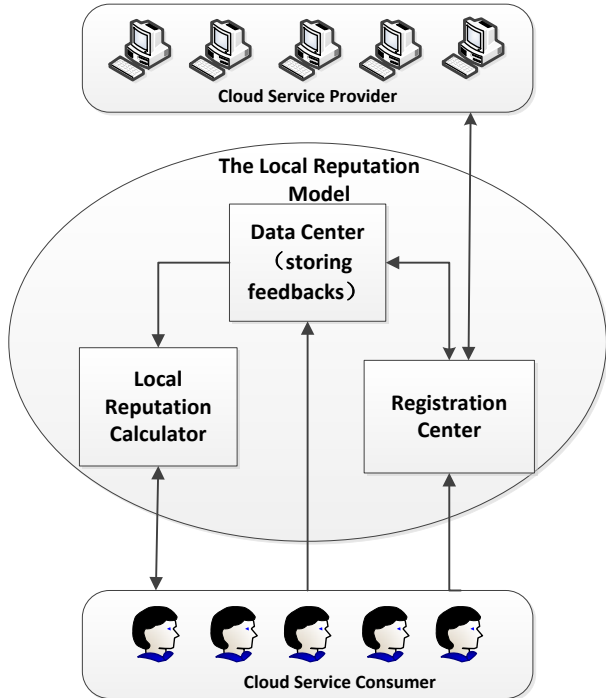 Cloud Service Provider
The Local Reputation
Model
Data Center
（storing
feedbacks）
Local
Reputation
Calculator
Registration
Center
Cloud Service Consumer